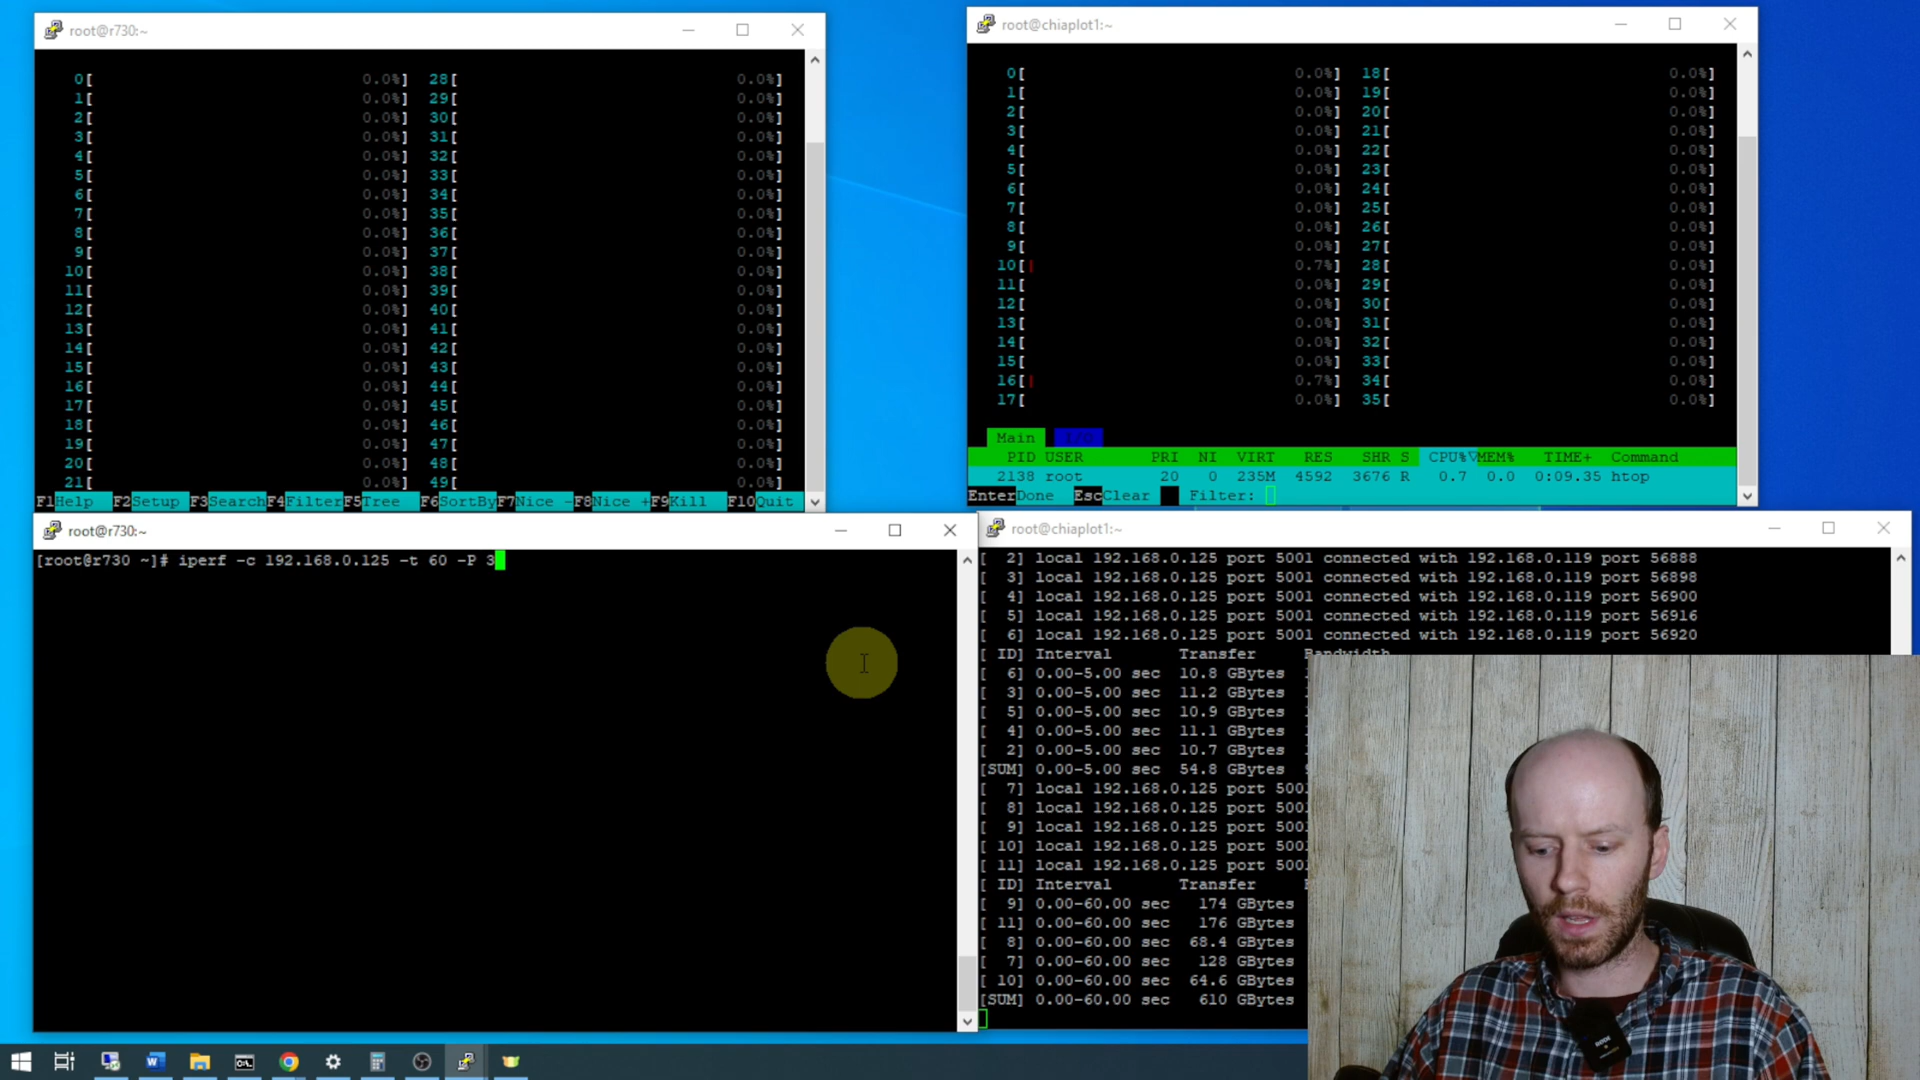 root@r730:~
0[ 0.0%] 28[ 0.0%]
1[ 0.0%] 29[ 0.0%]
2[ 0.0%] 30[ 0.0%]
3[ 0.0%] 31[ 0.0%]
4[ 0.0%] 32[ 0.0%]
5[ 0.0%] 33[ 0.0%]
6[ 0.0%] 34[ 0.0%]
7[ 0.0%] 35[ 0.0%]
8[ 0.0%] 36[ 0.0%]
9[ 0.0%] 37[ 0.0%]
10[ 0.0%] 38[ 0.0%]
11[ 0.0%] 39[ 0.0%]
12[ 0.0%] 40[ 0.0%]
13[ 0.0%] 41[ 0.0%]
14[ 0.0%] 42[ 0.0%]
15[ 0.0%] 43[ 0.0%]
16[ 0.0%] 44[ 0.0%]
17[ 0.0%] 45[ 0.0%]
18[ 0.0%] 46[ 0.0%]
19[ 0.0%] 47[ 0.0%]
20[ 0.0%] 48[ 0.0%]
21[ 0.0%] 49[ 0.0%]
F1Help F2Setup F3SearchF4FilterF5Tree F6SortByF7Nice -F8Nice +F9Kill F10Quit
root@chiaplot1:~
0[ 0.0%] 18[ 0.0%]
1[ 0.0%] 19[ 0.0%]
2[ 0.0%] 20[ 0.0%]
3[ 0.0%] 21[ 0.0%]
4[ 0.0%] 22[ 0.0%]
5[ 0.0%] 23[ 0.0%]
6[ 0.0%] 24[ 0.0%]
7[ 0.0%] 25[ 0.0%]
8[ 0.0%] 26[ 0.0%]
9[ 0.0%] 27[ 0.0%]
10[| 0.7%] 28[ 0.0%]
11[ 0.0%] 29[ 0.0%]
12[ 0.0%] 30[ 0.0%]
13[ 0.0%] 31[ 0.0%]
14[ 0.0%] 32[ 0.0%]
15[ 0.0%] 33[ 0.0%]
16[| 0.7%] 34[ 0.0%]
17[ 0.0%] 35[ 0.0%]
Main I/O
PID USER PRI NI VIRT RES SHR S CPU%▽MEM% TIME+ Command
2138 root 20 0 235M 4592 3676 R 0.7 0.0 0:09.35 htop
EnterDone EscClear Filter:
root@r730:~
[root@r730 ~]# iperf -c 192.168.0.125 -t 60 -P 3
root@chiaplot1:~
[ 2] local 192.168.0.125 port 5001 connected with 192.168.0.119 port 56888
[ 3] local 192.168.0.125 port 5001 connected with 192.168.0.119 port 56898
[ 4] local 192.168.0.125 port 5001 connected with 192.168.0.119 port 56900
[ 5] local 192.168.0.125 port 5001 connected with 192.168.0.119 port 56916
[ 6] local 192.168.0.125 port 5001 connected with 192.168.0.119 port 56920
[ ID] Interval Transfer Bandwidth
[ 6] 0.00-5.00 sec 10.8 GBytes
[ 3] 0.00-5.00 sec 11.2 GBytes
[ 5] 0.00-5.00 sec 10.9 GBytes
[ 4] 0.00-5.00 sec 11.1 GBytes
[ 2] 0.00-5.00 sec 10.7 GBytes
[SUM] 0.00-5.00 sec 54.8 GBytes
[ 7] local 192.168.0.125 port 5001
[ 8] local 192.168.0.125 port 5001
[ 9] local 192.168.0.125 port 5001
[ 10] local 192.168.0.125 port 5001
[ 11] local 192.168.0.125 port 5001
[ ID] Interval Transfer
[ 9] 0.00-60.00 sec 174 GBytes
[ 11] 0.00-60.00 sec 176 GBytes
[ 8] 0.00-60.00 sec 68.4 GBytes
[ 7] 0.00-60.00 sec 128 GBytes
[ 10] 0.00-60.00 sec 64.6 GBytes
[SUM] 0.00-60.00 sec 610 GBytes